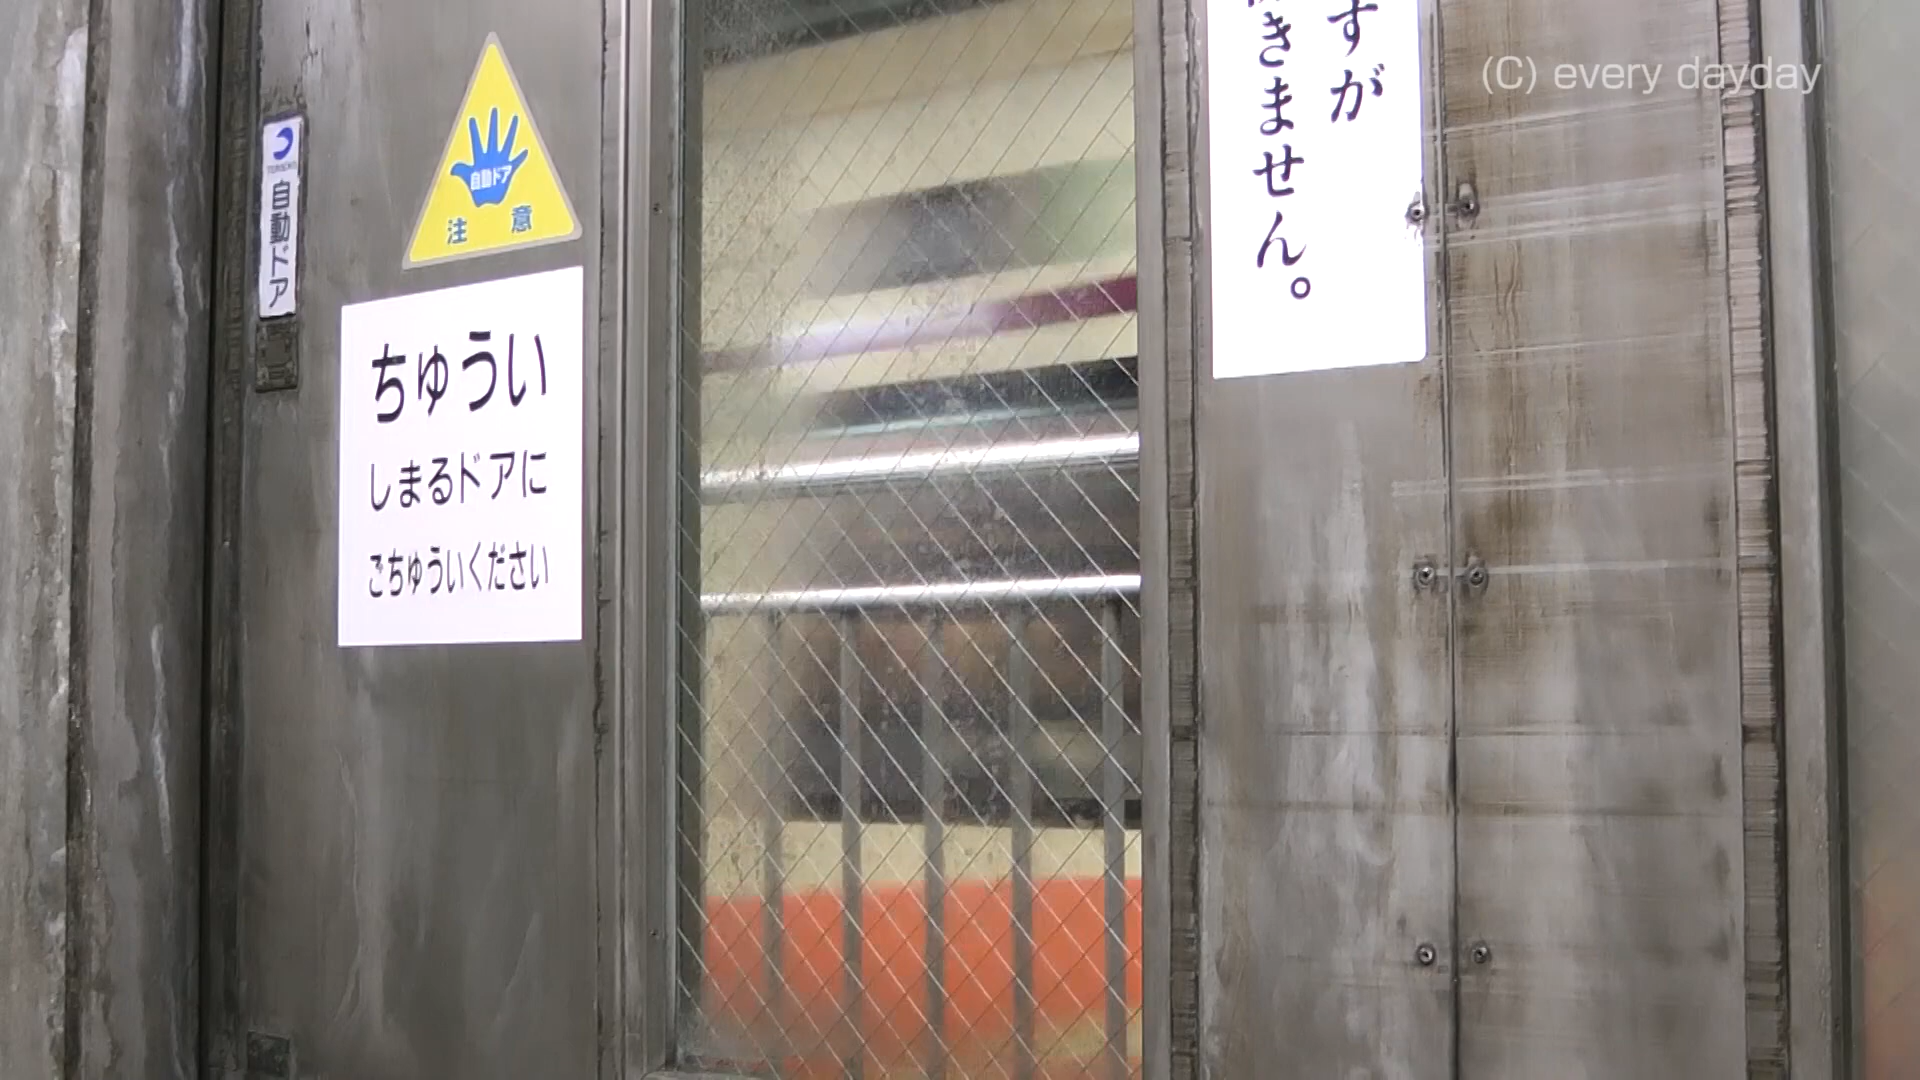 自動ドア
自動ドア
注 意
ちゅうい
しまるドアに
ごちゅういください
すが
きません。
(C) every dayday